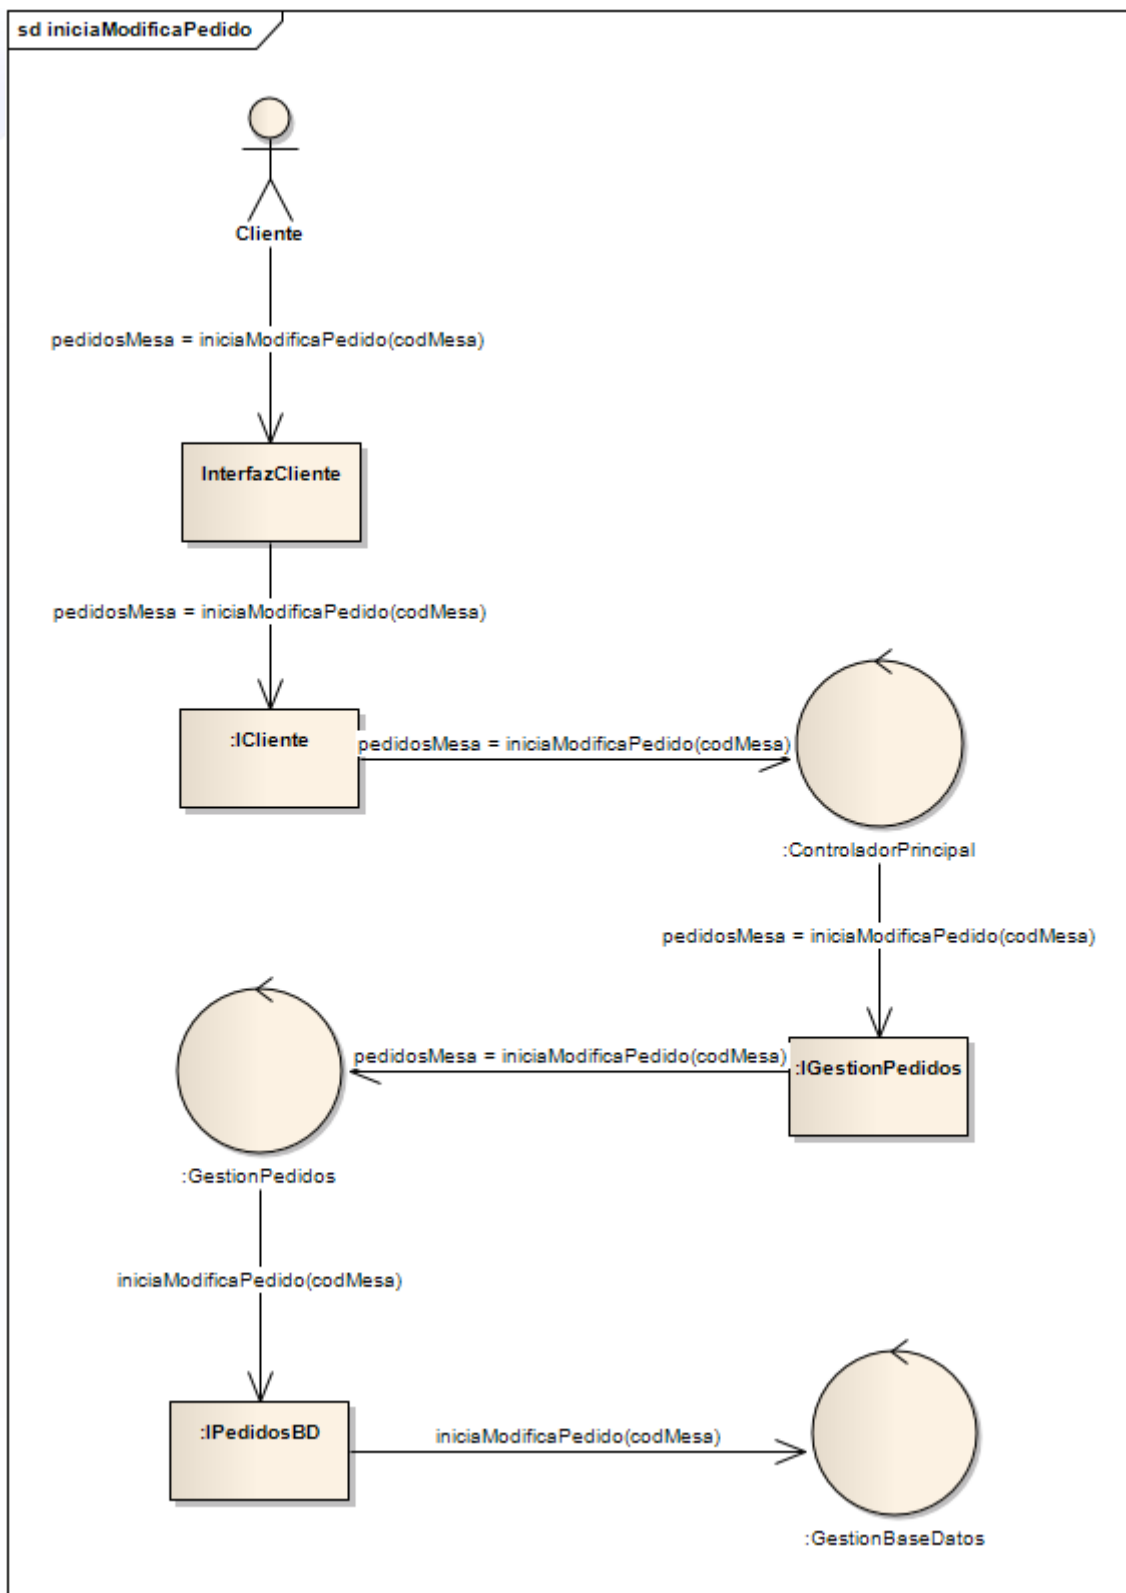 sd iniciaModificaPedido
Cliente
pedidosMesa = iniciaModificaPedido(codMesa)
InterfazCliente
pedidosMesa = iniciaModificaPedido(codMesa)
:ICliente
pedidosMesa = iniciaModificaPedido(codMesa)
:ControladorPrincipal
pedidosMesa = iniciaModificaPedido(codMesa)
:IGestionPedidos
pedidosMesa = iniciaModificaPedido(codMesa)
:GestionPedidos
iniciaModificaPedido(codMesa)
:IPedidosBD
iniciaModificaPedido(codMesa)
:GestionBaseDatos